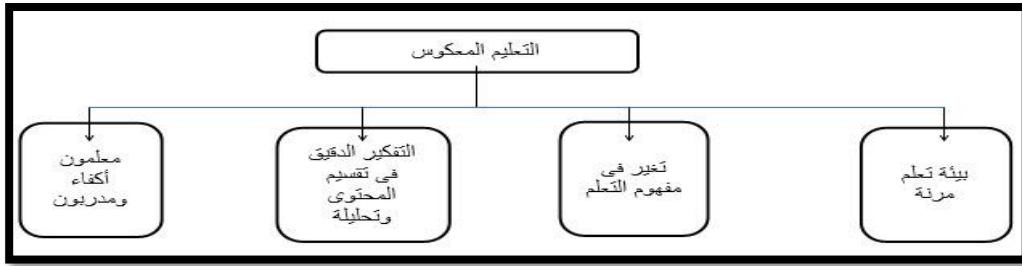 التعليم المعكوس
بيئة تعلم
مرنة
تغير فى
مفهوم التعلم
التفكير الدقيق
فى تقسيم
المحتوى
وتحليلة
معلمون
أكفاء
ومدربون